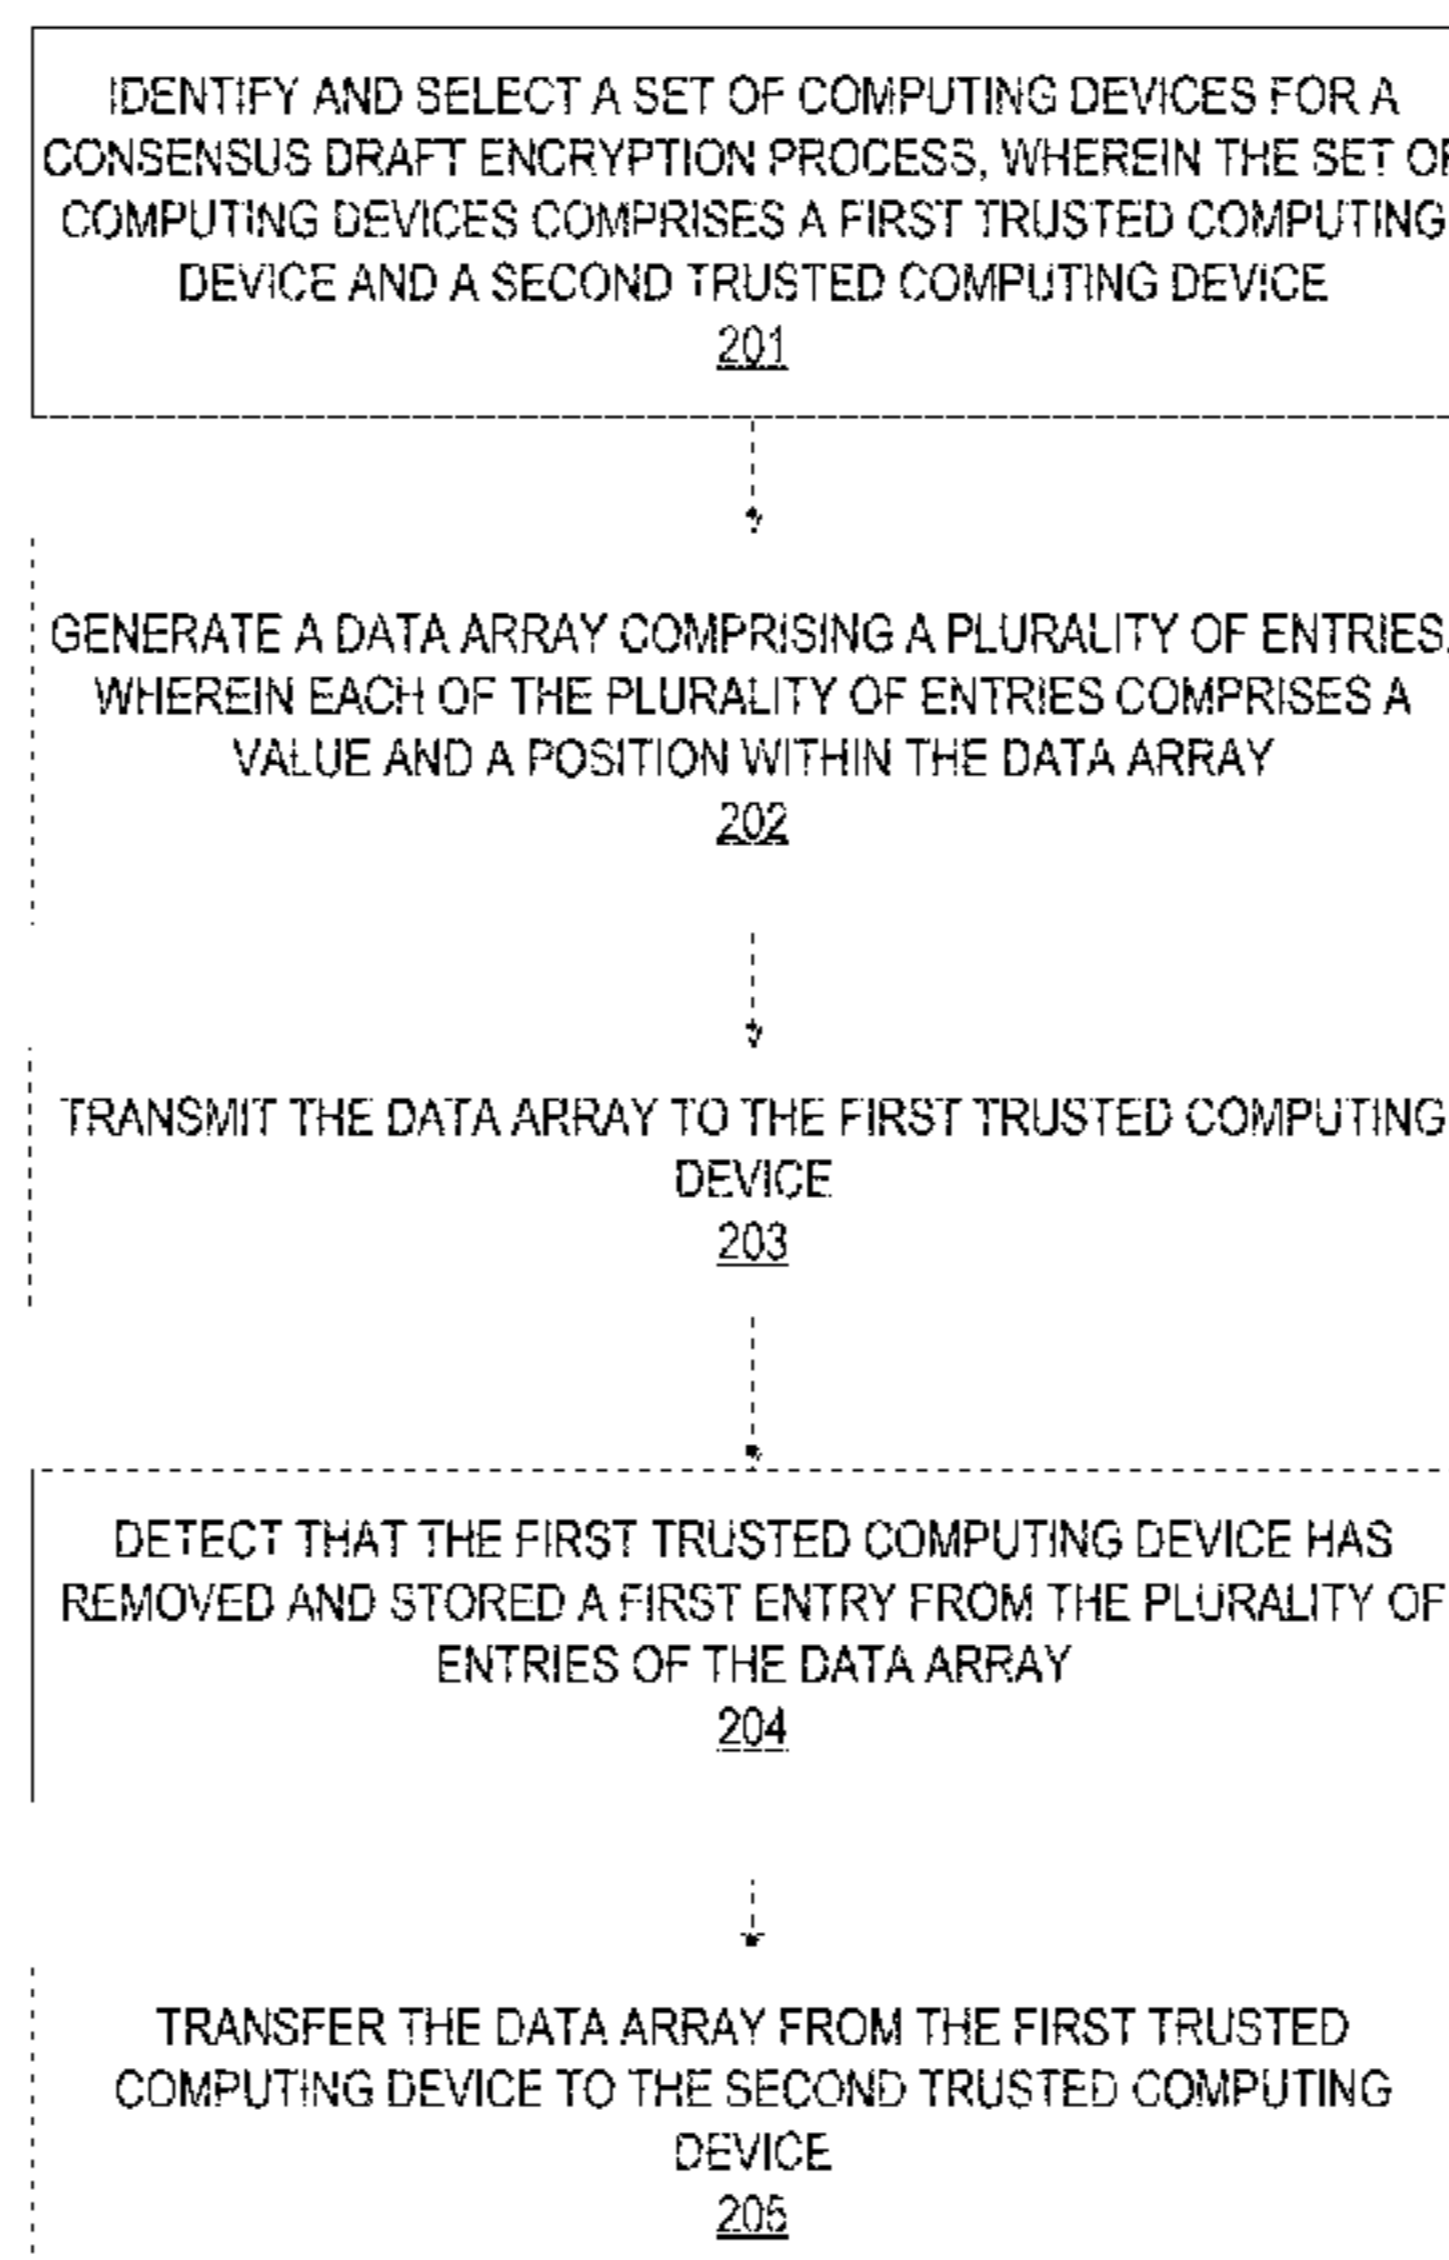 IDENTIFY AND SELECT A SET OF COMPUTING DEVICES FOR A
CONSENSUS DRAFT ENCRYPTION PROCESS, WHEREIN THE SET OF
COMPUTING DEVICES COMPRISES A FIRST TRUSTED COMPUTING
DEVICE AND A SECOND TRUSTED COMPUTING DEVICE
201
GENERATE A DATA ARRAY COMPRISING A PLURALITY OF ENTRIES,
WHEREIN EACH OF THE PLURALITY OF ENTRIES COMPRISES A
VALUE AND A POSITION WITHIN THE DATA ARRAY
202
TRANSMIT THE DATA ARRAY TO THE FIRST TRUSTED COMPUTING
DEVICE
203
DETECT THAT THE FIRST TRUSTED COMPUTING DEVICE HAS
REMOVED AND STORED A FIRST ENTRY FROM THE PLURALITY OF
ENTRIES OF THE DATA ARRAY
204
TRANSFER THE DATA ARRAY FROM THE FIRST TRUSTED
COMPUTING DEVICE TO THE SECOND TRUSTED COMPUTING
DEVICE
205